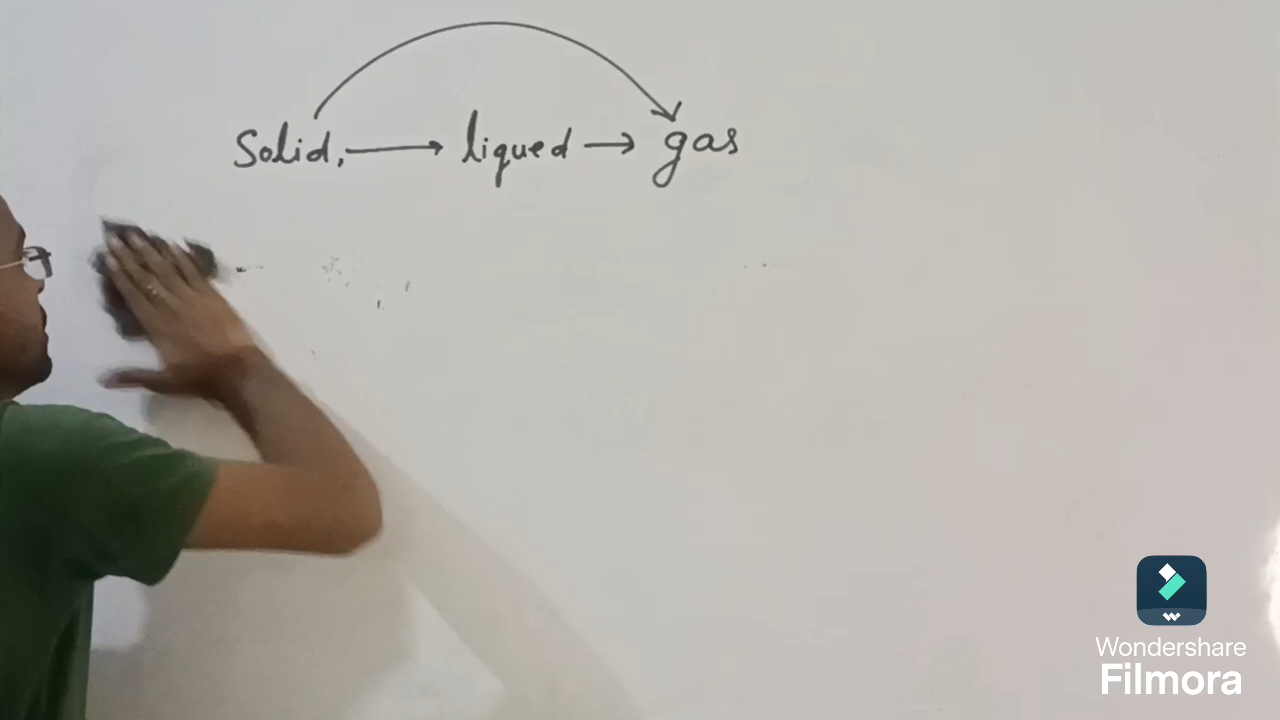 Solid, → liqued → gas
Wondershare
Filmora